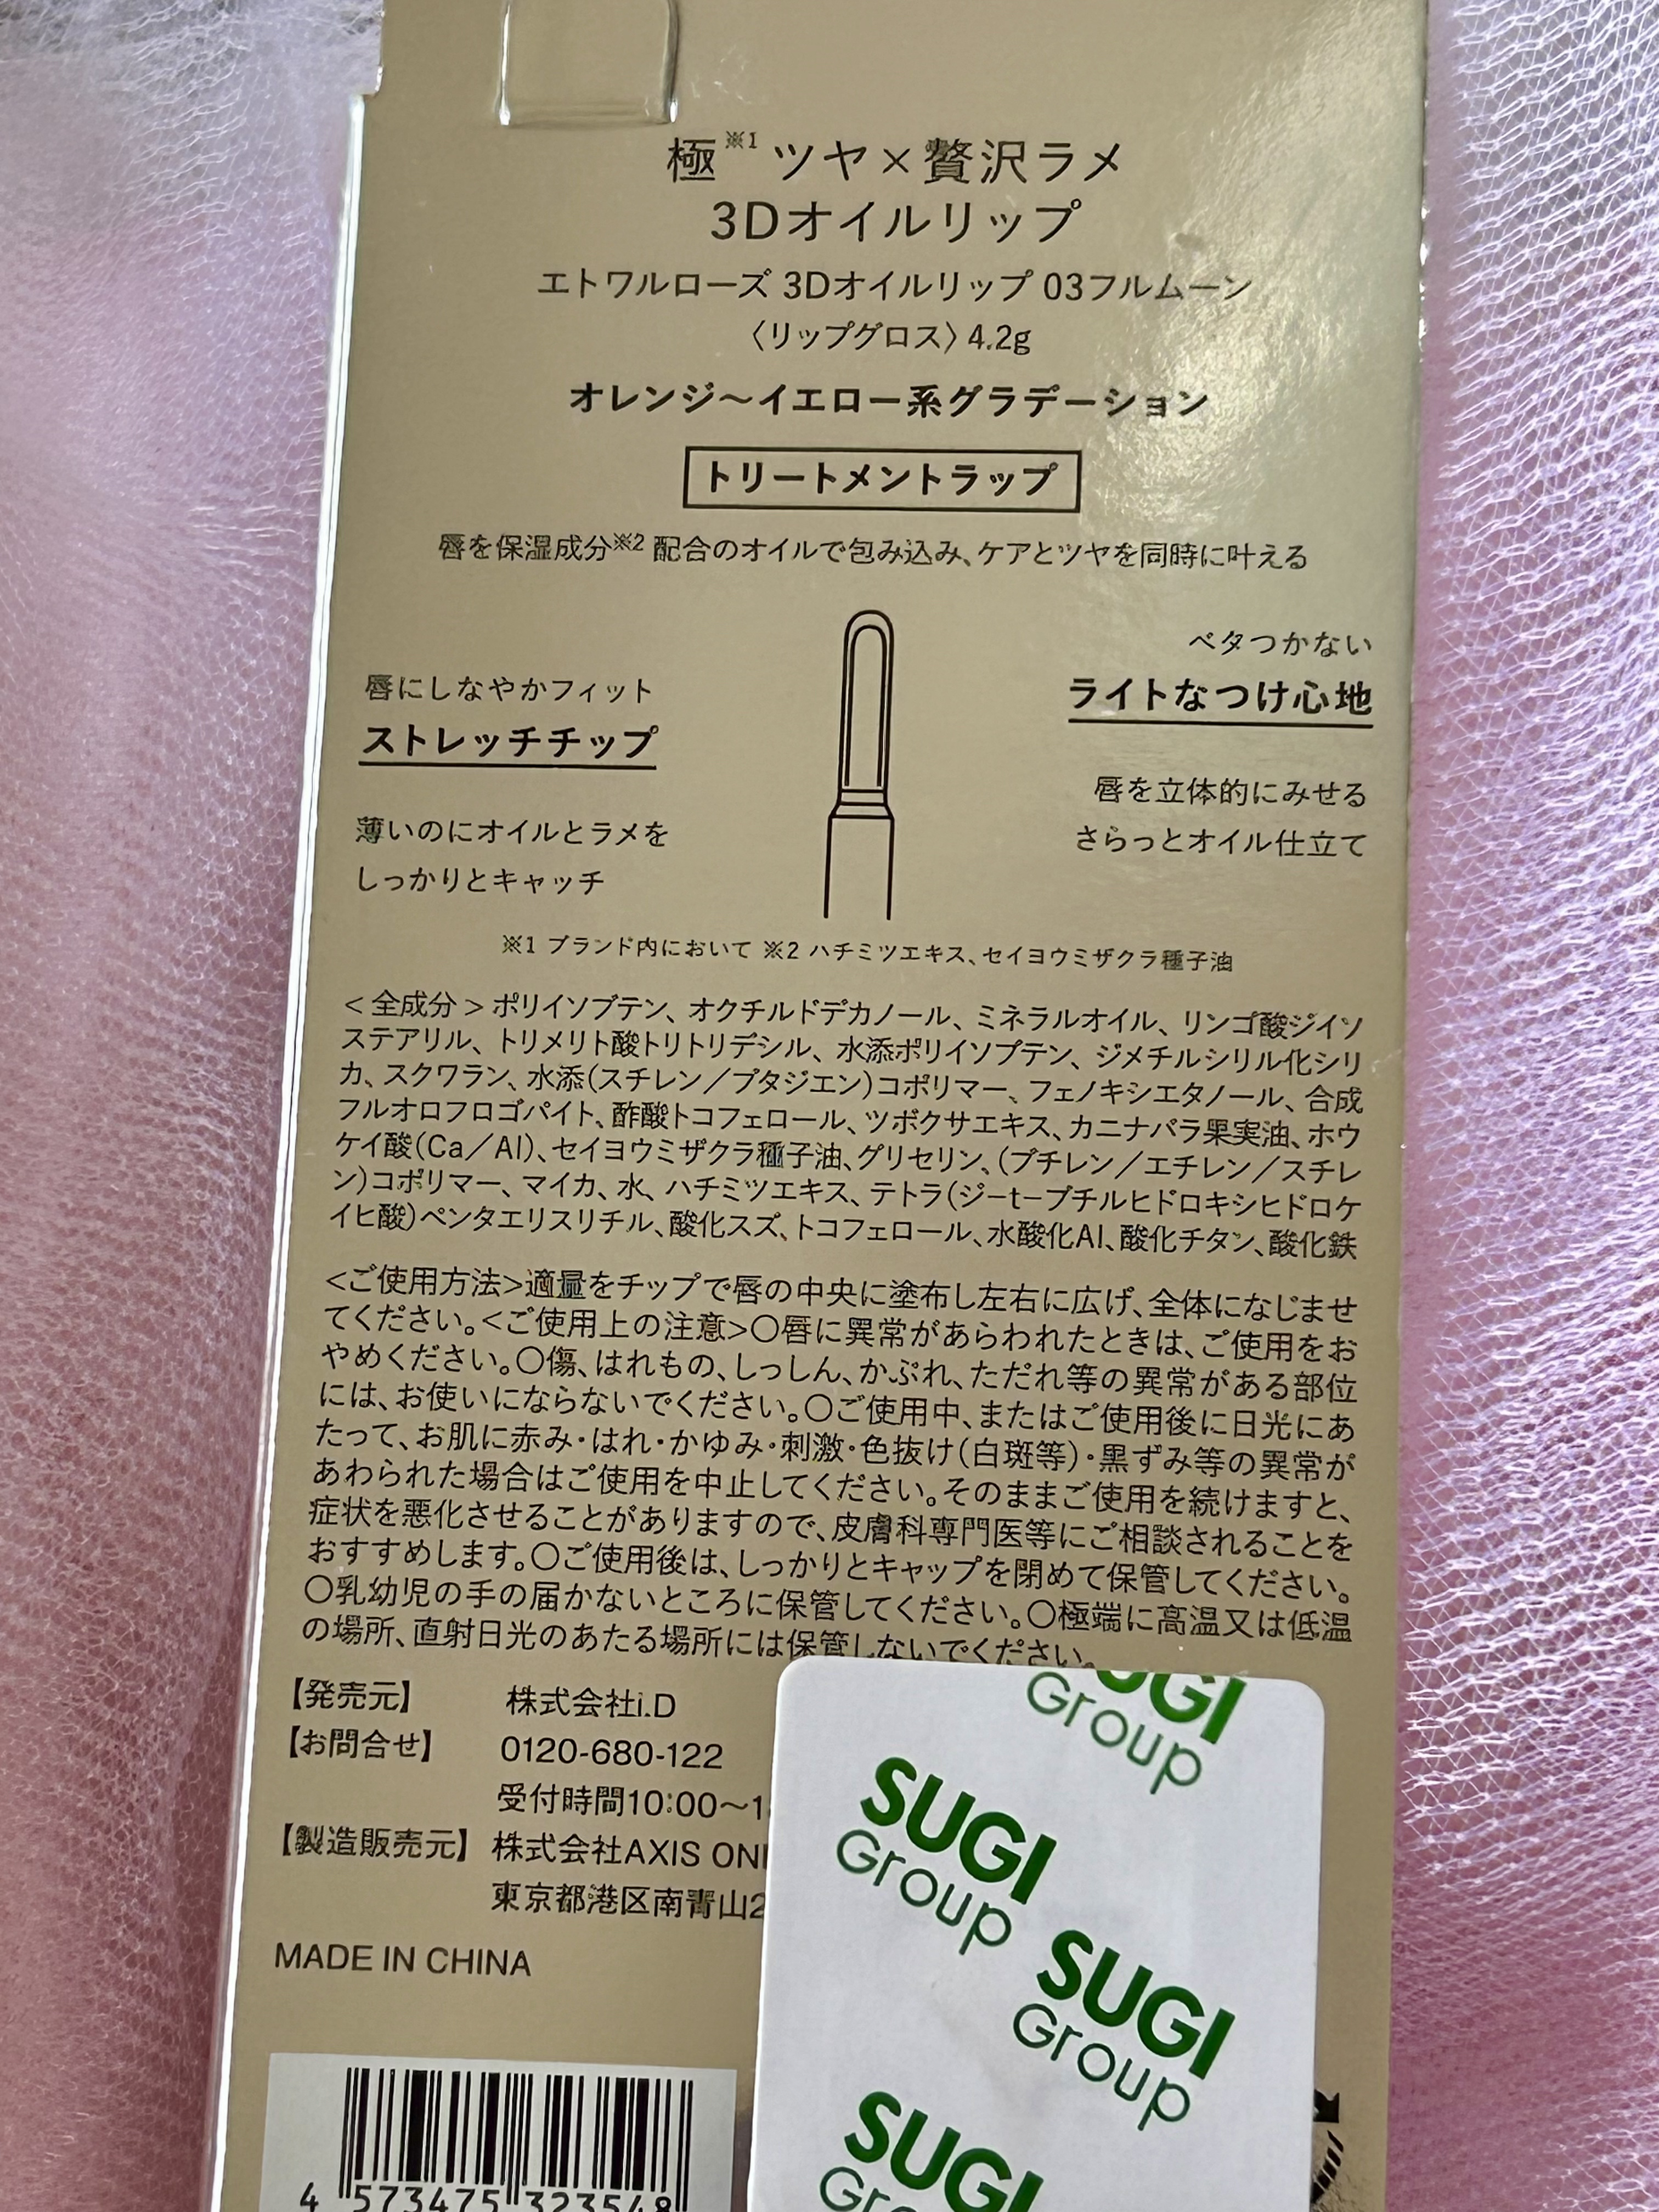 極※1ツヤ×贅沢ラメ
3Dオイルリップ
エトワルローズ 3Dオイルリップ 03フルムーン
〈リップグロス〉4.2g
オレンジ〜イエロー系グラデーション
トリートメントラップ
唇を保湿成分※2配合のオイルで包み込み、ケアとツヤを同時に叶える
唇にしなやかフィット
ストレッチチップ
薄いのにオイルとラメを
しっかりとキャッチ
ベタつかない
ライトなつけ心地
唇を立体的にみせる
さらっとオイル仕立て
※1 ブランド内において ※2 ハチミツエキス、セイヨウミザクラ種子油
<全成分>ポリイソブテン、オクチルドデカノール、ミネラルオイル、リンゴ酸ジイソ
ステアリル、トリメリト酸トリトリデシル、水添ポリイソブテン、ジメチルシリル化シリ
カ、スクワラン、水添(スチレン/ブタジエン)コポリマー、フェノキシエタノール、合成
フルオロフロゴパイト、酢酸トコフェロール、ツボクサエキス、カニナバラ果実油、ホウ
ケイ酸(Ca/Al)、セイヨウミザクラ種子油、グリセリン、(ブチレン/エチレン/スチレ
ン)コポリマー、マイカ、水、ハチミツエキス、テトラ(ジ-t-ブチルヒドロキシヒドロケ
イヒ酸)ペンタエリスリチル、酸化スズ、トコフェロール、水酸化Al、酸化チタン、酸化鉄
<ご使用方法>適量をチップで唇の中央に塗布し左右に広げ、全体になじませ
てください。<ご使用上の注意>○唇に異常があらわれたときは、ご使用をお
やめください。○傷、はれもの、しっしん、かぶれ、ただれ等の異常がある部位
には、お使いにならないでください。○ご使用中、またはご使用後に日光にあ
たって、お肌に赤み・はれ・かゆみ・刺激・色抜け(白斑等)・黒ずみ等の異常が
あわられた場合はご使用を中止してください。そのままご使用を続けますと、
症状を悪化させることがありますので、皮膚科専門医等にご相談されることを
おすすめします。○ご使用後は、しっかりとキャップを閉めて保管してください。
○乳幼児の手の届かないところに保管してください。○極端に高温又は低温
の場所、直射日光のあたる場所には保管しないでください。
【発売元】 株式会社i.D
【お問合せ】 0120-680-122
受付時間10:00〜1
【製造販売元】 株式会社AXIS ON
東京都港区南青山2
MADE IN CHINA
4 573475 323548
SUGI
Group
SUGI
Group
SUGI
Group
SUGI